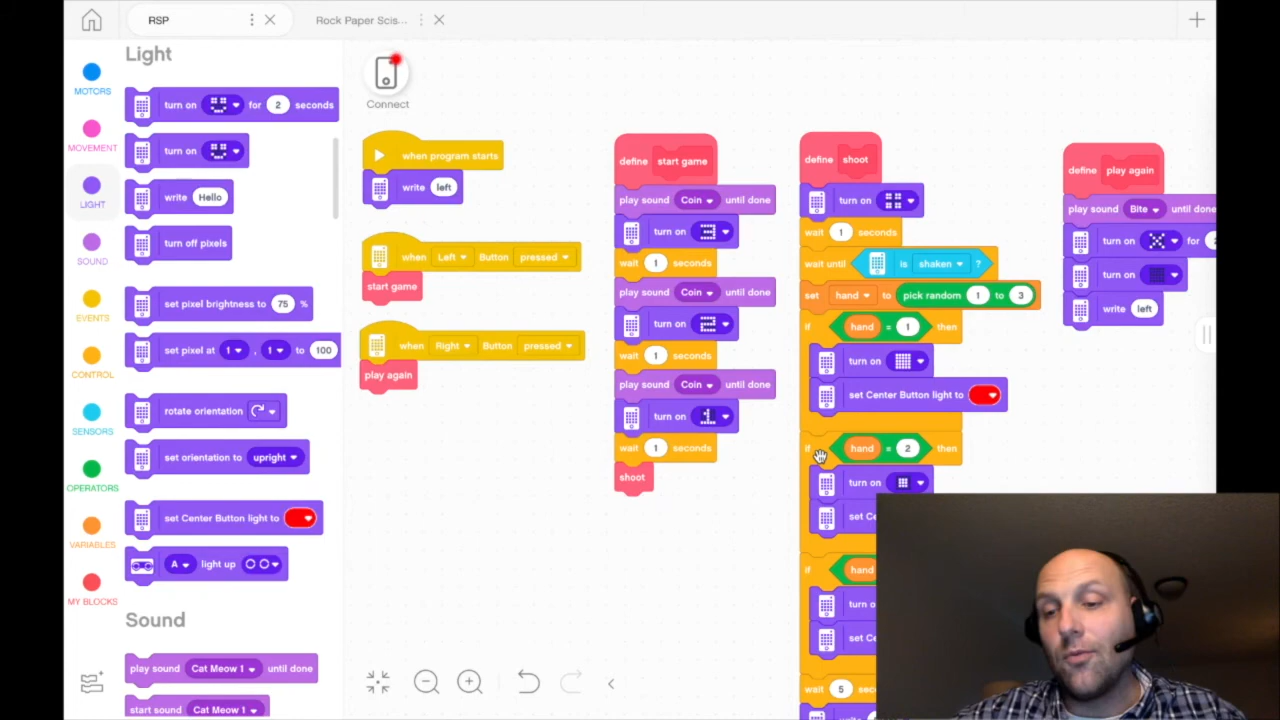 RSP
Rock Paper Scis...
MOTORS
MOVEMENT
LIGHT
SOUND
EVENTS
CONTROL
SENSORS
OPERATORS
VARIABLES
MY BLOCKS
Light
turn on for 2 seconds
turn on
write Hello
turn off pixels
set pixel brightness to 75 %
set pixel at 1 , 1 to 100
rotate orientation
set orientation to upright
set Center Button light to
A light up
Sound
play sound Cat Meow 1 until done
start sound Cat Meow 1
Connect
when program starts
write left
when Left Button pressed
start game
when Right Button pressed
play again
define start game
play sound Coin until done
turn on
wait 1 seconds
play sound Coin until done
turn on
wait 1 seconds
play sound Coin until done
turn on
wait 1 seconds
shoot
define shoot
turn on
wait 1 seconds
wait until is shaken ?
set hand to pick random 1 to 3
if hand = 1 then
turn on
set Center Button light to
if hand = 2 then
turn on
set Ce
if hand
turn o
set Ce
wait 5 sec
define play again
play sound Bite until done
turn on for
turn on
write left